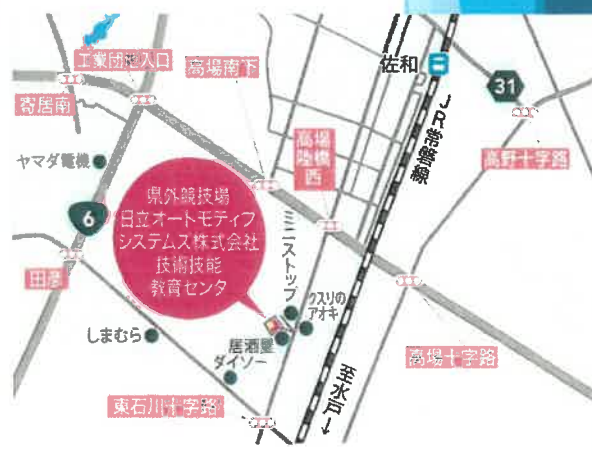 工業団地入口
高場南下
佐和
31
寄居南
高場
陸橋
西
JR常磐線
高野十字路
ヤマダ電機
県外競技場
日立オートモティブ
システムズ株式会社
技術技能
教育センタ
6
ミニストップ
クスリの
アオキ
田彦
しまむら
居酒屋
ダイソー
高場十字路
至水戸↓
東石川十字路